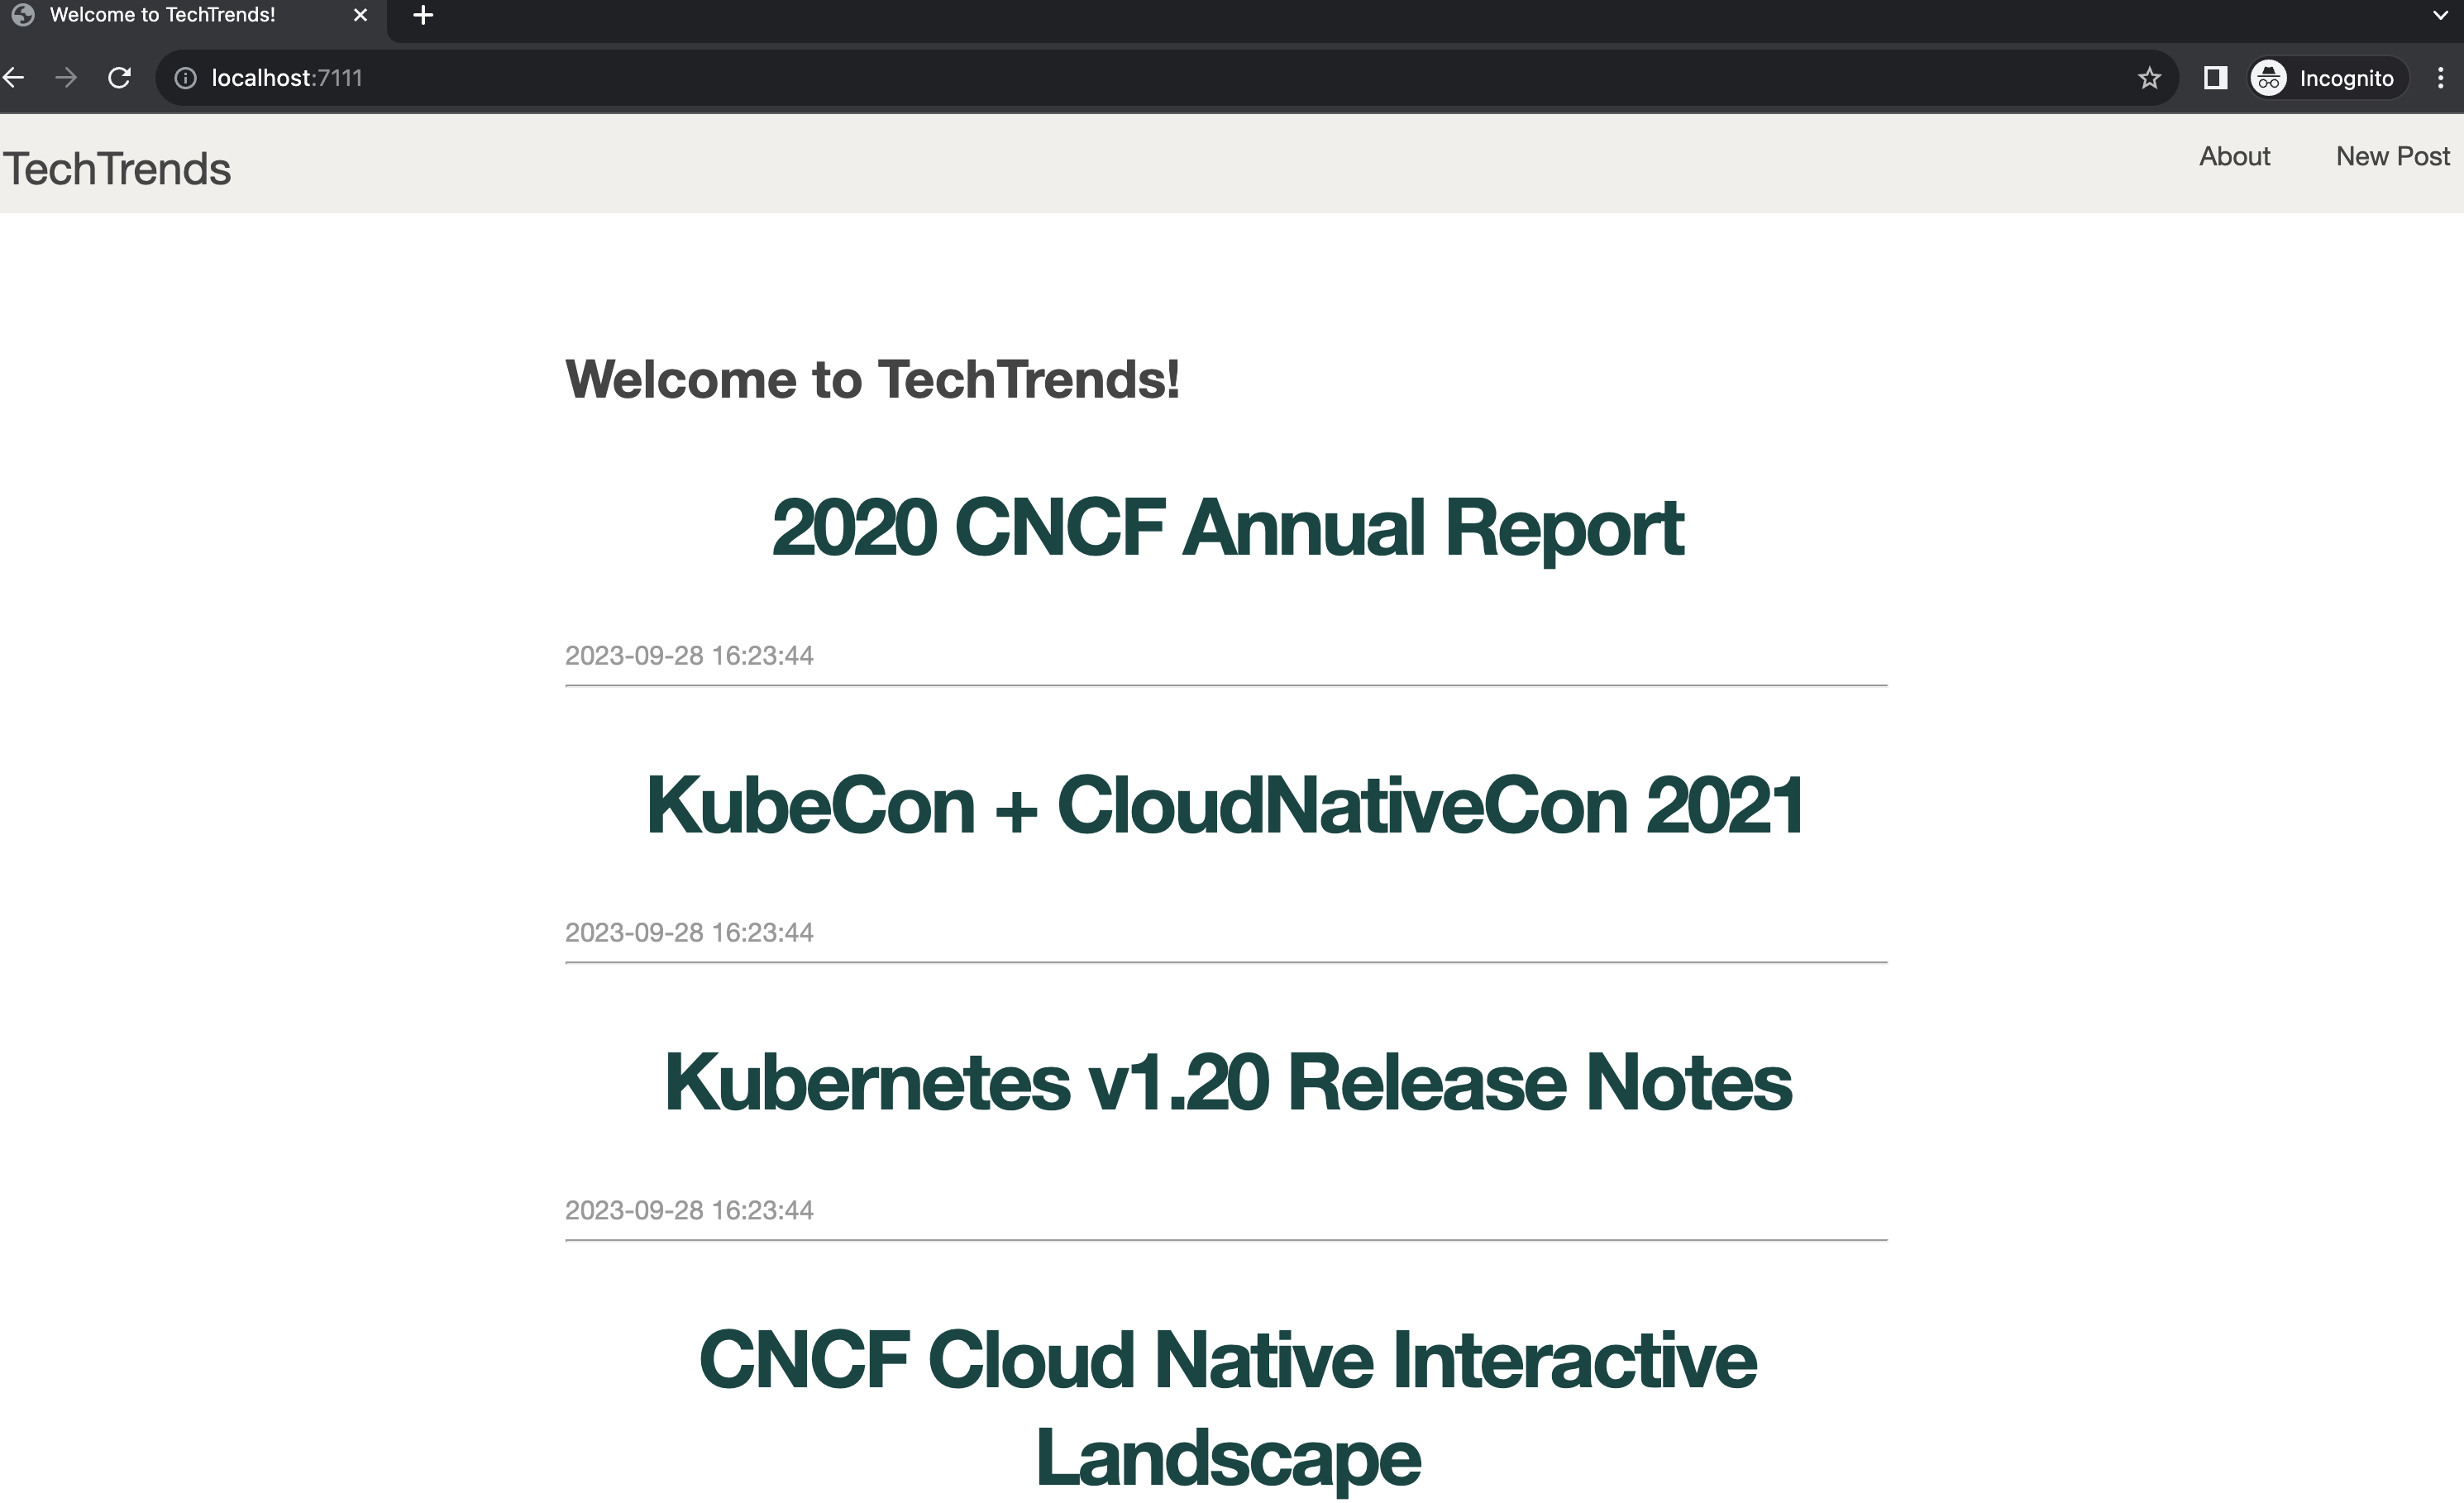 Welcome to TechTrends!
localhost:7111
Incognito
TechTrends
About
New Post
Welcome to TechTrends!
2020 CNCF Annual Report
2023-09-28 16:23:44
KubeCon + CloudNativeCon 2021
2023-09-28 16:23:44
Kubernetes v1.20 Release Notes
2023-09-28 16:23:44
CNCF Cloud Native Interactive
Landscape